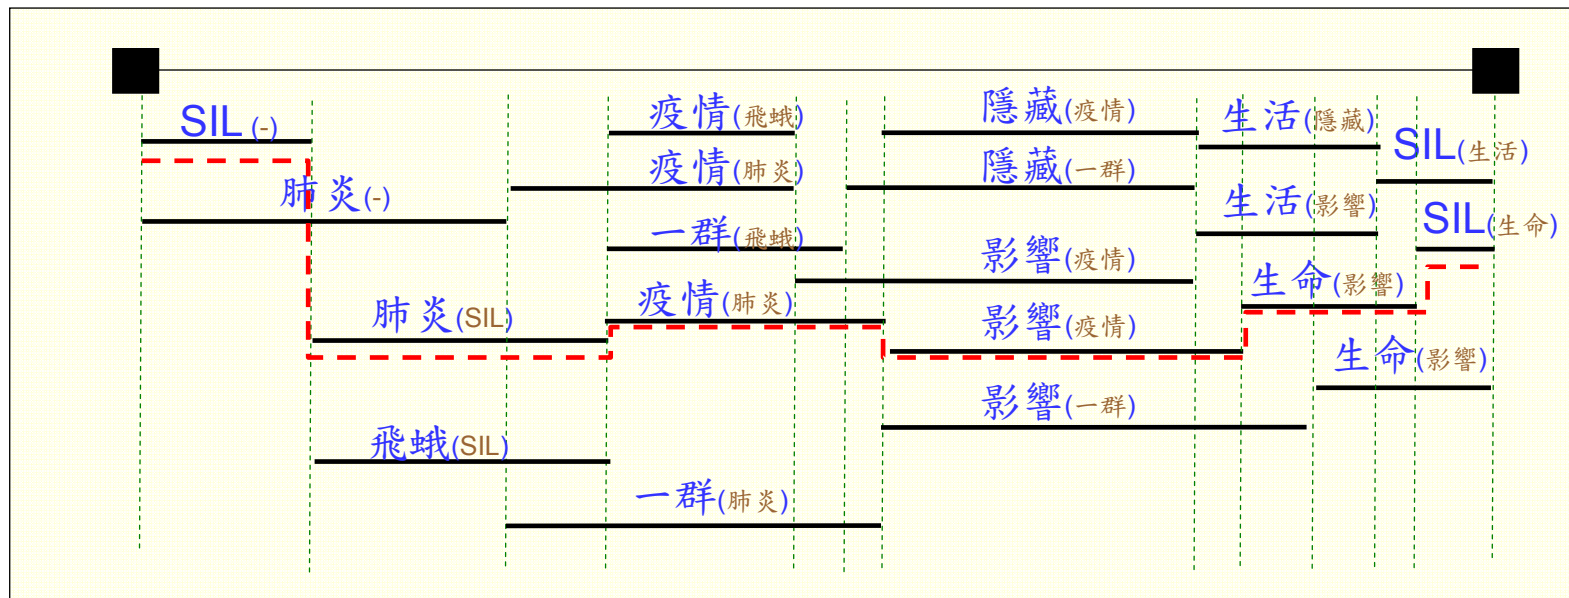 SIL (-)
疫情(飛蛾)
隱藏(疫情)
生活(隱藏)
SIL(生活)
疫情(肺炎)
隱藏(一群)
肺炎(-)
生活(影響)
SIL(生命)
一群(飛蛾)
影響(疫情)
生命(影響)
肺炎(SIL)
疫情(肺炎)
影響(疫情)
生命(影響)
影響(一群)
飛蛾(SIL)
一群(肺炎)